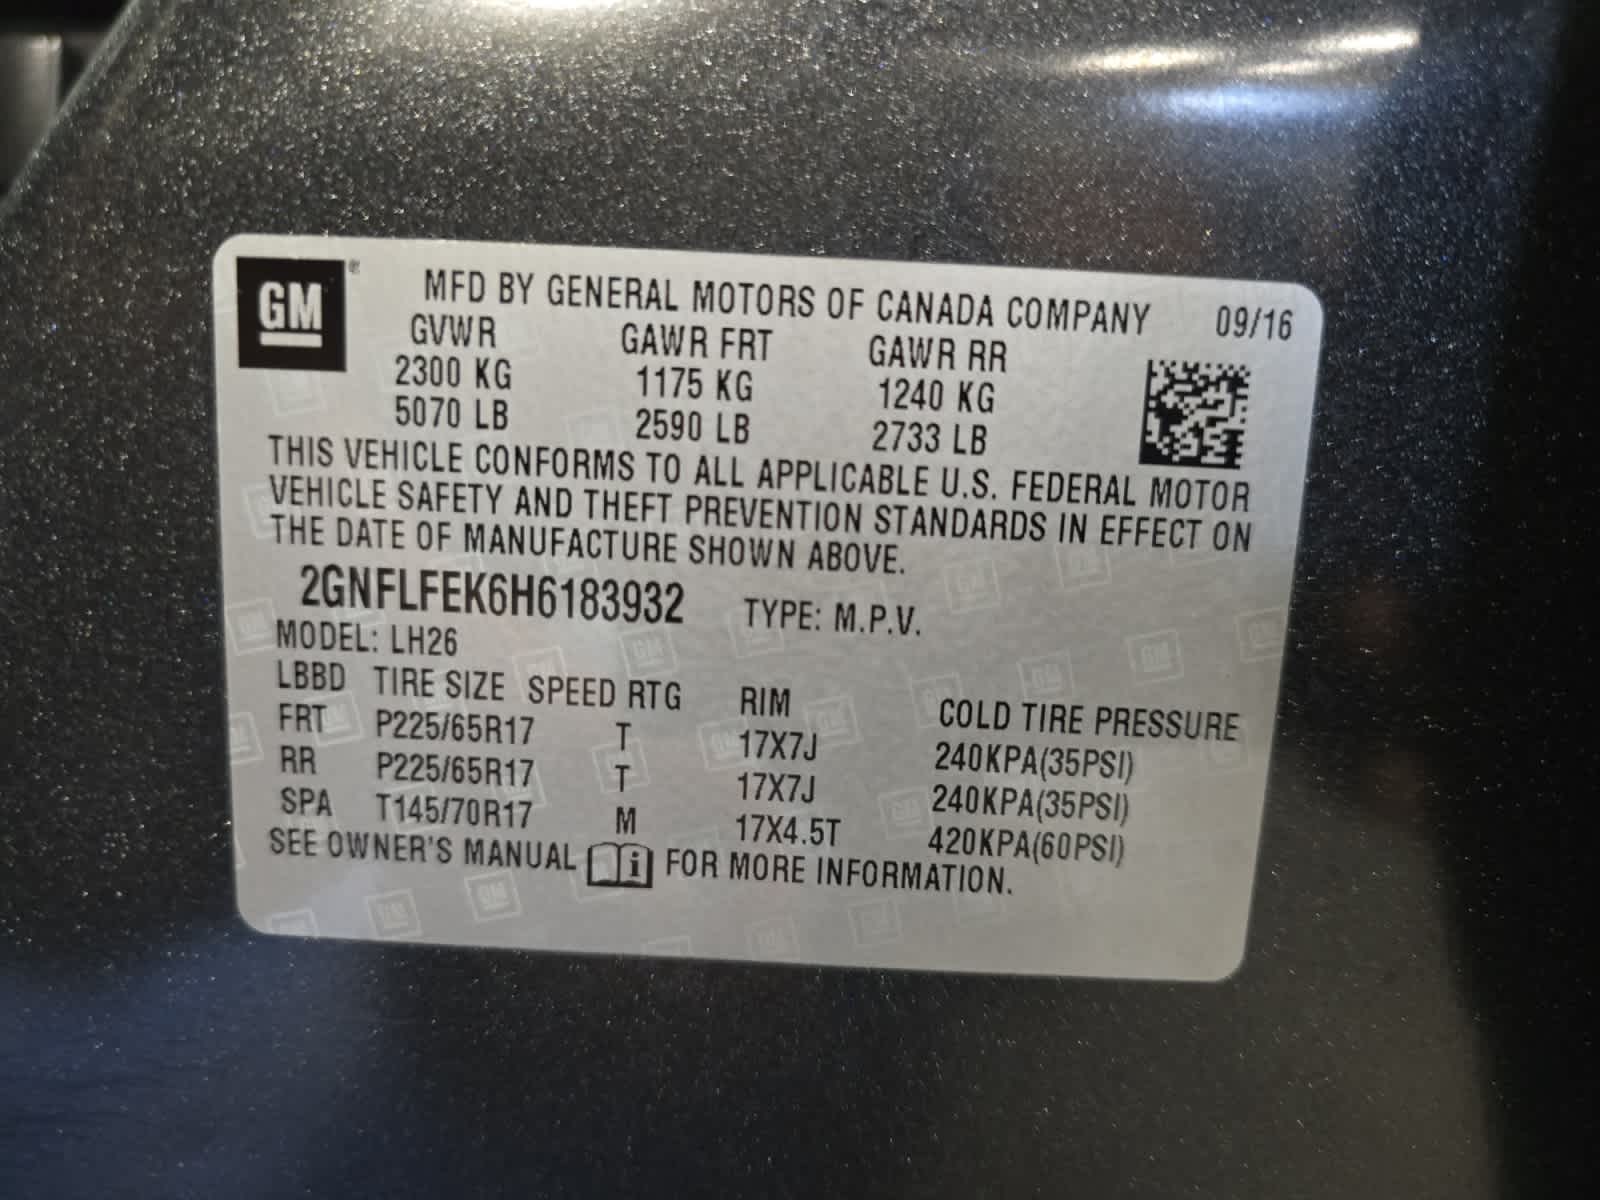 GM ® MFD BY GENERAL MOTORS OF CANADA COMPANY 09/16
GVWR GAWR FRT GAWR RR
2300 KG 1175 KG 1240 KG
5070 LB 2590 LB 2733 LB
THIS VEHICLE CONFORMS TO ALL APPLICABLE U.S. FEDERAL MOTOR
VEHICLE SAFETY AND THEFT PREVENTION STANDARDS IN EFFECT ON
THE DATE OF MANUFACTURE SHOWN ABOVE.
2GNFLFEK6H6183932 TYPE: M.P.V.
MODEL: LH26
LBBD TIRE SIZE SPEED RTG RIM COLD TIRE PRESSURE
FRT P225/65R17 T 17X7J 240KPA(35PSI)
RR P225/65R17 T 17X7J 240KPA(35PSI)
SPA T145/70R17 M 17X4.5T 420KPA(60PSI)
SEE OWNER'S MANUAL i FOR MORE INFORMATION.